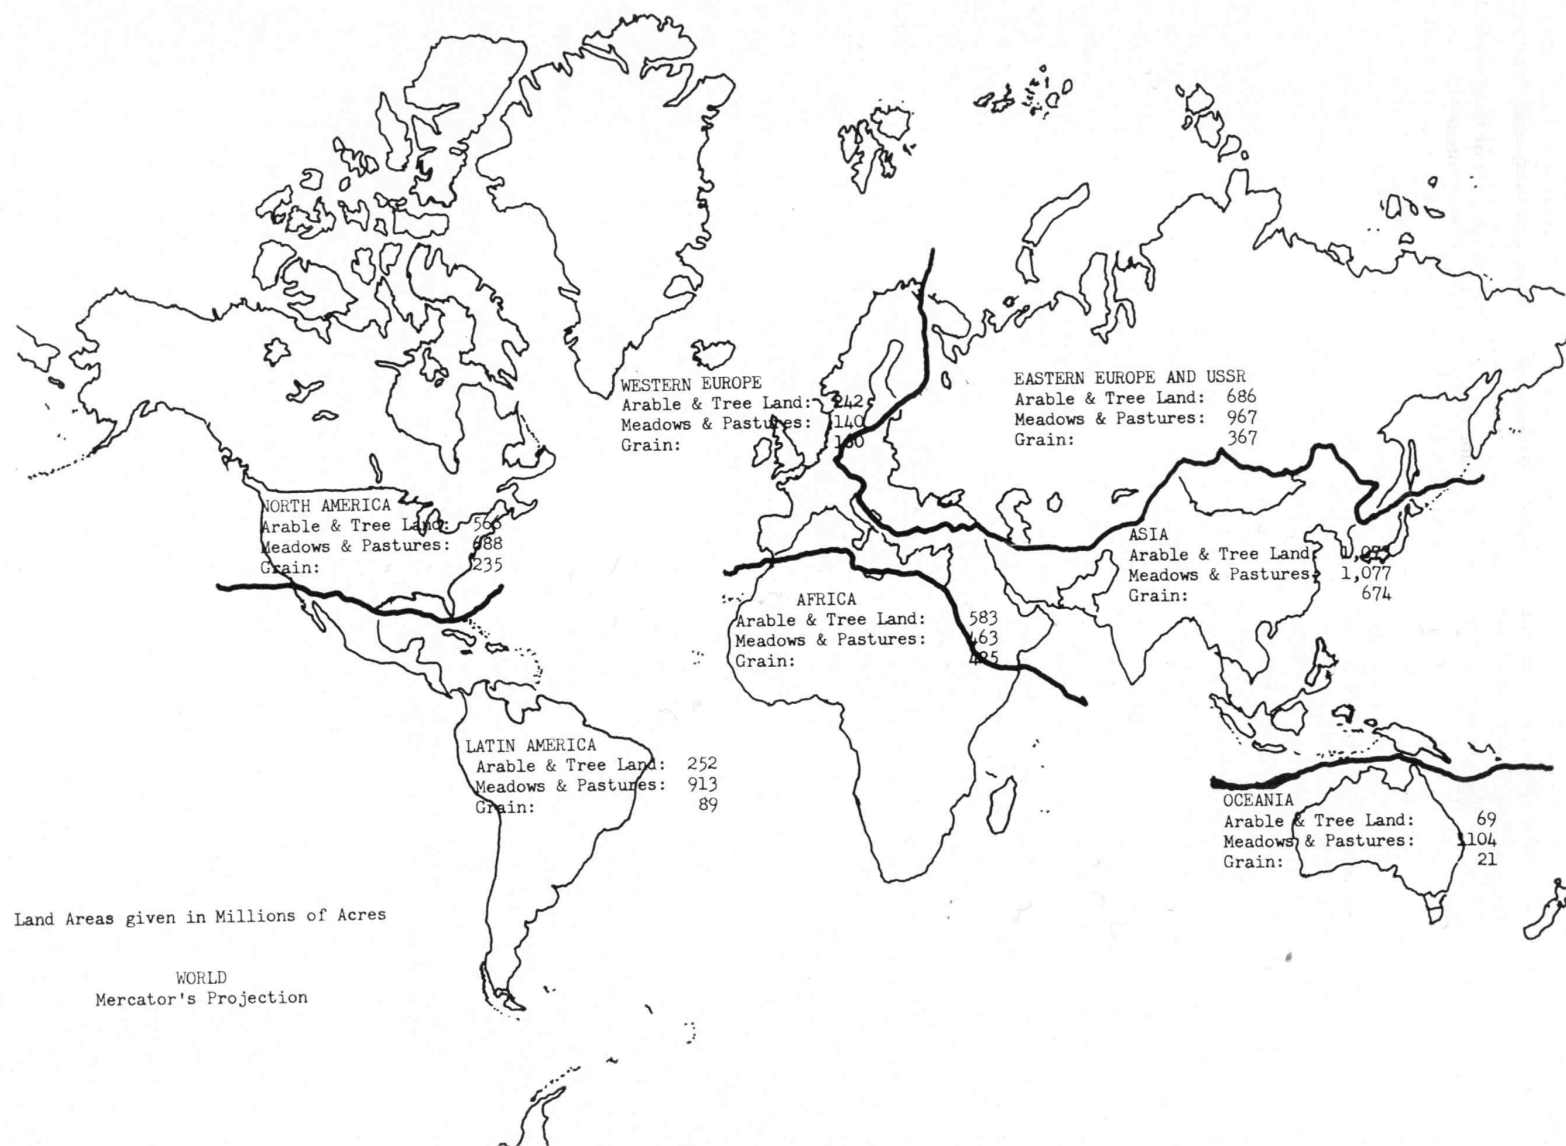 WESTERN EUROPE
Arable & Tree Land: 242
Meadows & Pastures: 140
Grain:
EASTERN EUROPE AND USSR
Arable & Tree Land: 686
Meadows & Pastures: 967
Grain: 367
NORTH AMERICA
Arable & Tree Land:
Meadows & Pastures:
Grain: 235
ASIA
Arable & Tree Land
Meadows & Pastures: 1,077
Grain: 674
AFRICA
Arable & Tree Land: 583
Meadows & Pastures: 463
Grain:
LATIN AMERICA
Arable & Tree Land: 252
Meadows & Pastures: 913
Grain: 89
OCEANIA
Arable & Tree Land: 69
Meadows & Pastures: 1104
Grain: 21
Land Areas given in Millions of Acres
WORLD
Mercator's Projection